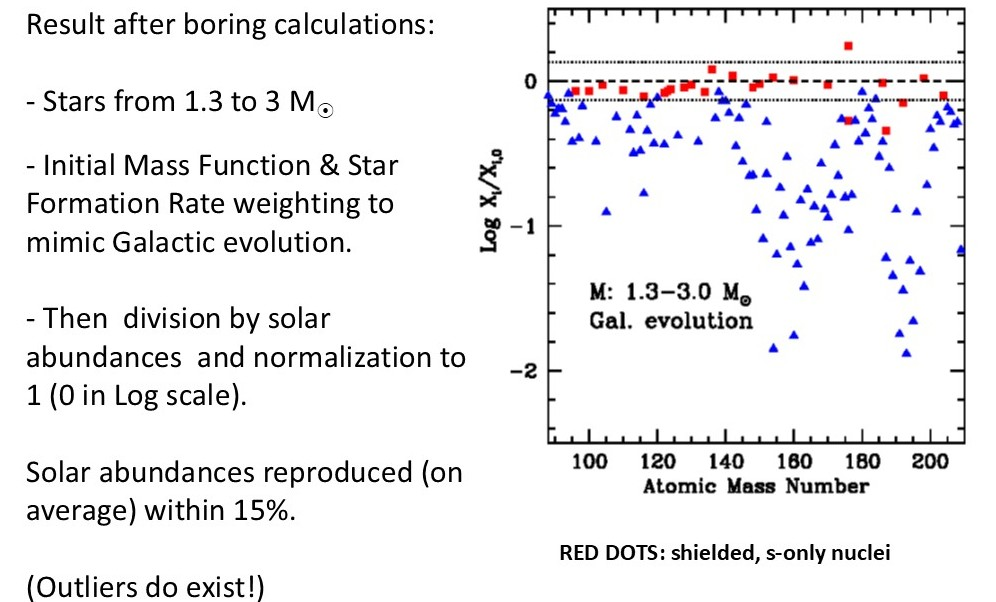 Result after boring calculations:
- Stars from 1.3 to 3 M☉
- Initial Mass Function & Star
Formation Rate weighting to
mimic Galactic evolution.
- Then  division by solar
abundances  and normalization to
1 (0 in Log scale).
Solar abundances reproduced (on
average) within 15%.
(Outliers do exist!)
Log Xᵢ/Xᵢ,₀
0
−1
−2
M: 1.3−3.0 M☉
Gal. evolution
100 120 140 160 180 200
Atomic Mass Number
RED DOTS: shielded, s-only nuclei